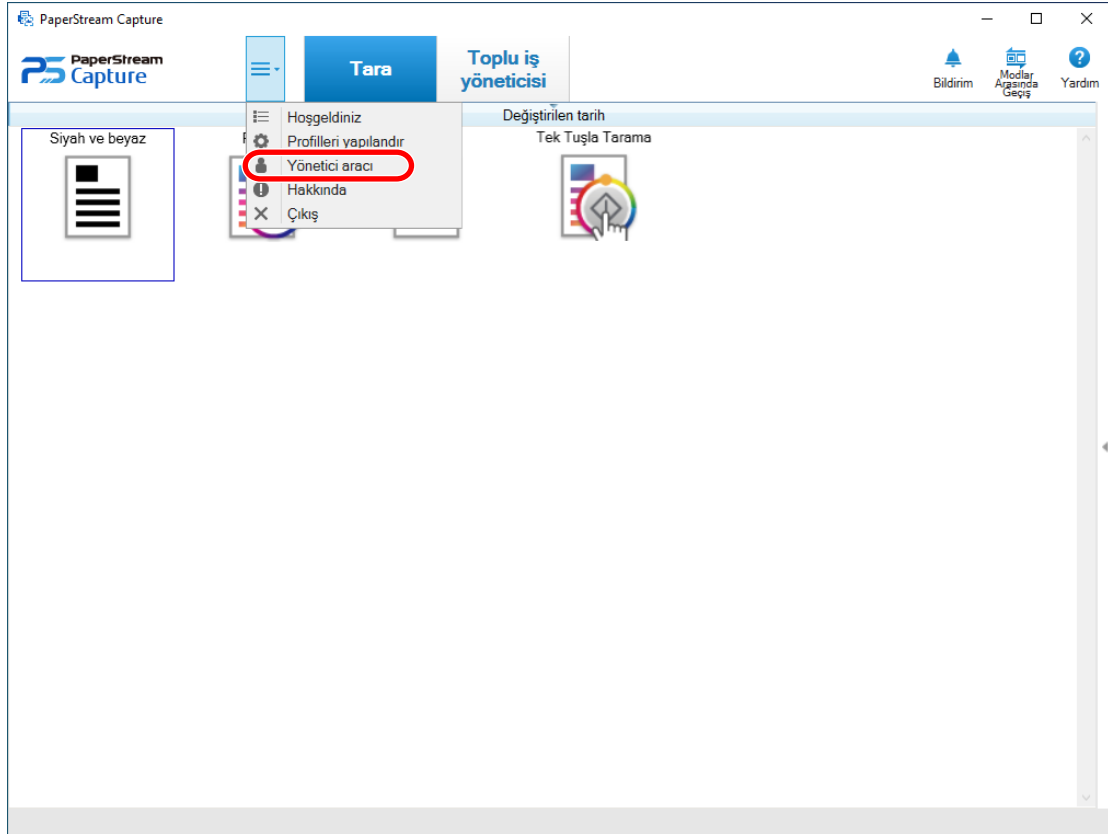 PaperStream Capture
PaperStream
Capture
Tara
Toplu iş
yöneticisi
Bildirim
Modlar
Arasında
Geçiş
Yardım
Değiştirilen tarih
Hoşgeldiniz
Profilleri yapılandır
Yönetici aracı
Hakkında
Çıkış
Siyah ve beyaz
Tek Tuşla Tarama